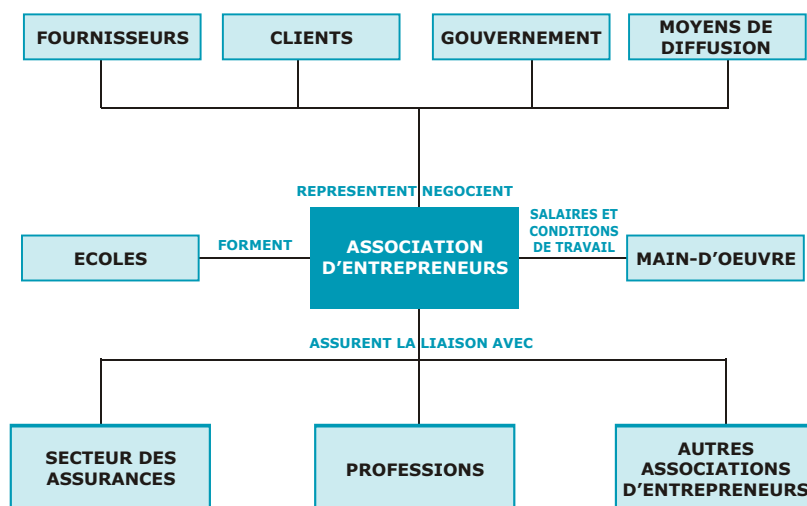 FOURNISSEURS
CLIENTS
GOUVERNEMENT
MOYENS DE
DIFFUSION
REPRESENTENT NEGOCIENT
ECOLES
FORMENT
ASSOCIATION
D'ENTREPRENEURS
SALAIRES ET
CONDITIONS
DE TRAVAIL
MAIN-D'OEUVRE
ASSURENT LA LIAISON AVEC
SECTEUR DES
ASSURANCES
PROFESSIONS
AUTRES
ASSOCIATIONS
D'ENTREPRENEURS